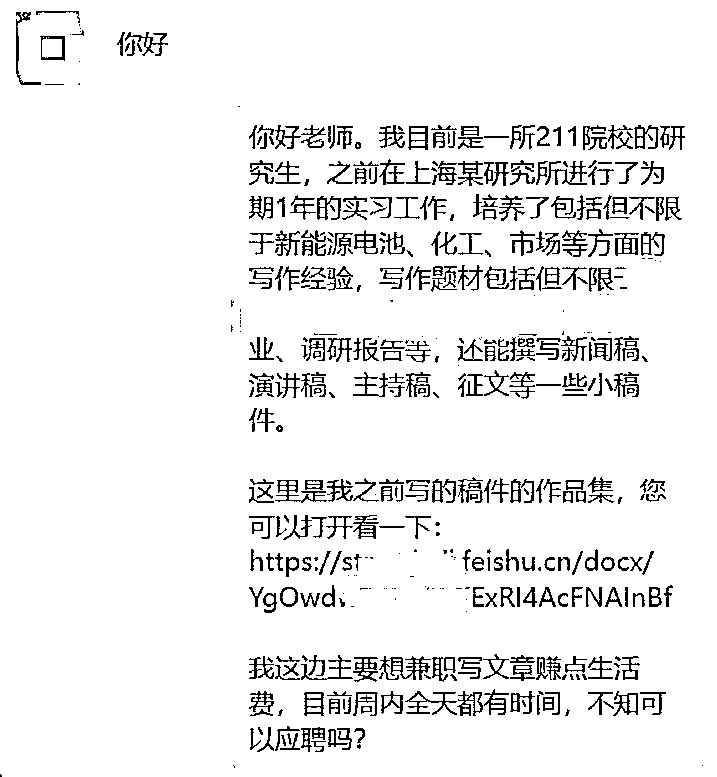 你好
你好老师。我目前是一所211院校的研
究生，之前在上海某研究所进行了为
期1年的实习工作，培养了包括但不限
于新能源电池、化工、市场等方面的
写作经验，写作题材包括但不限
业、调研报告等，还能撰写新闻稿、
演讲稿、主持稿、征文等一些小稿
件。
这里是我之前写的稿件的作品集，您
可以打开看一下：
https://st feishu.cn/docx/
YgOwd ExRI4AcFNAInBf
我这边主要想兼职写文章赚点生活
费，目前周内全天都有时间，不知可
以应聘吗？